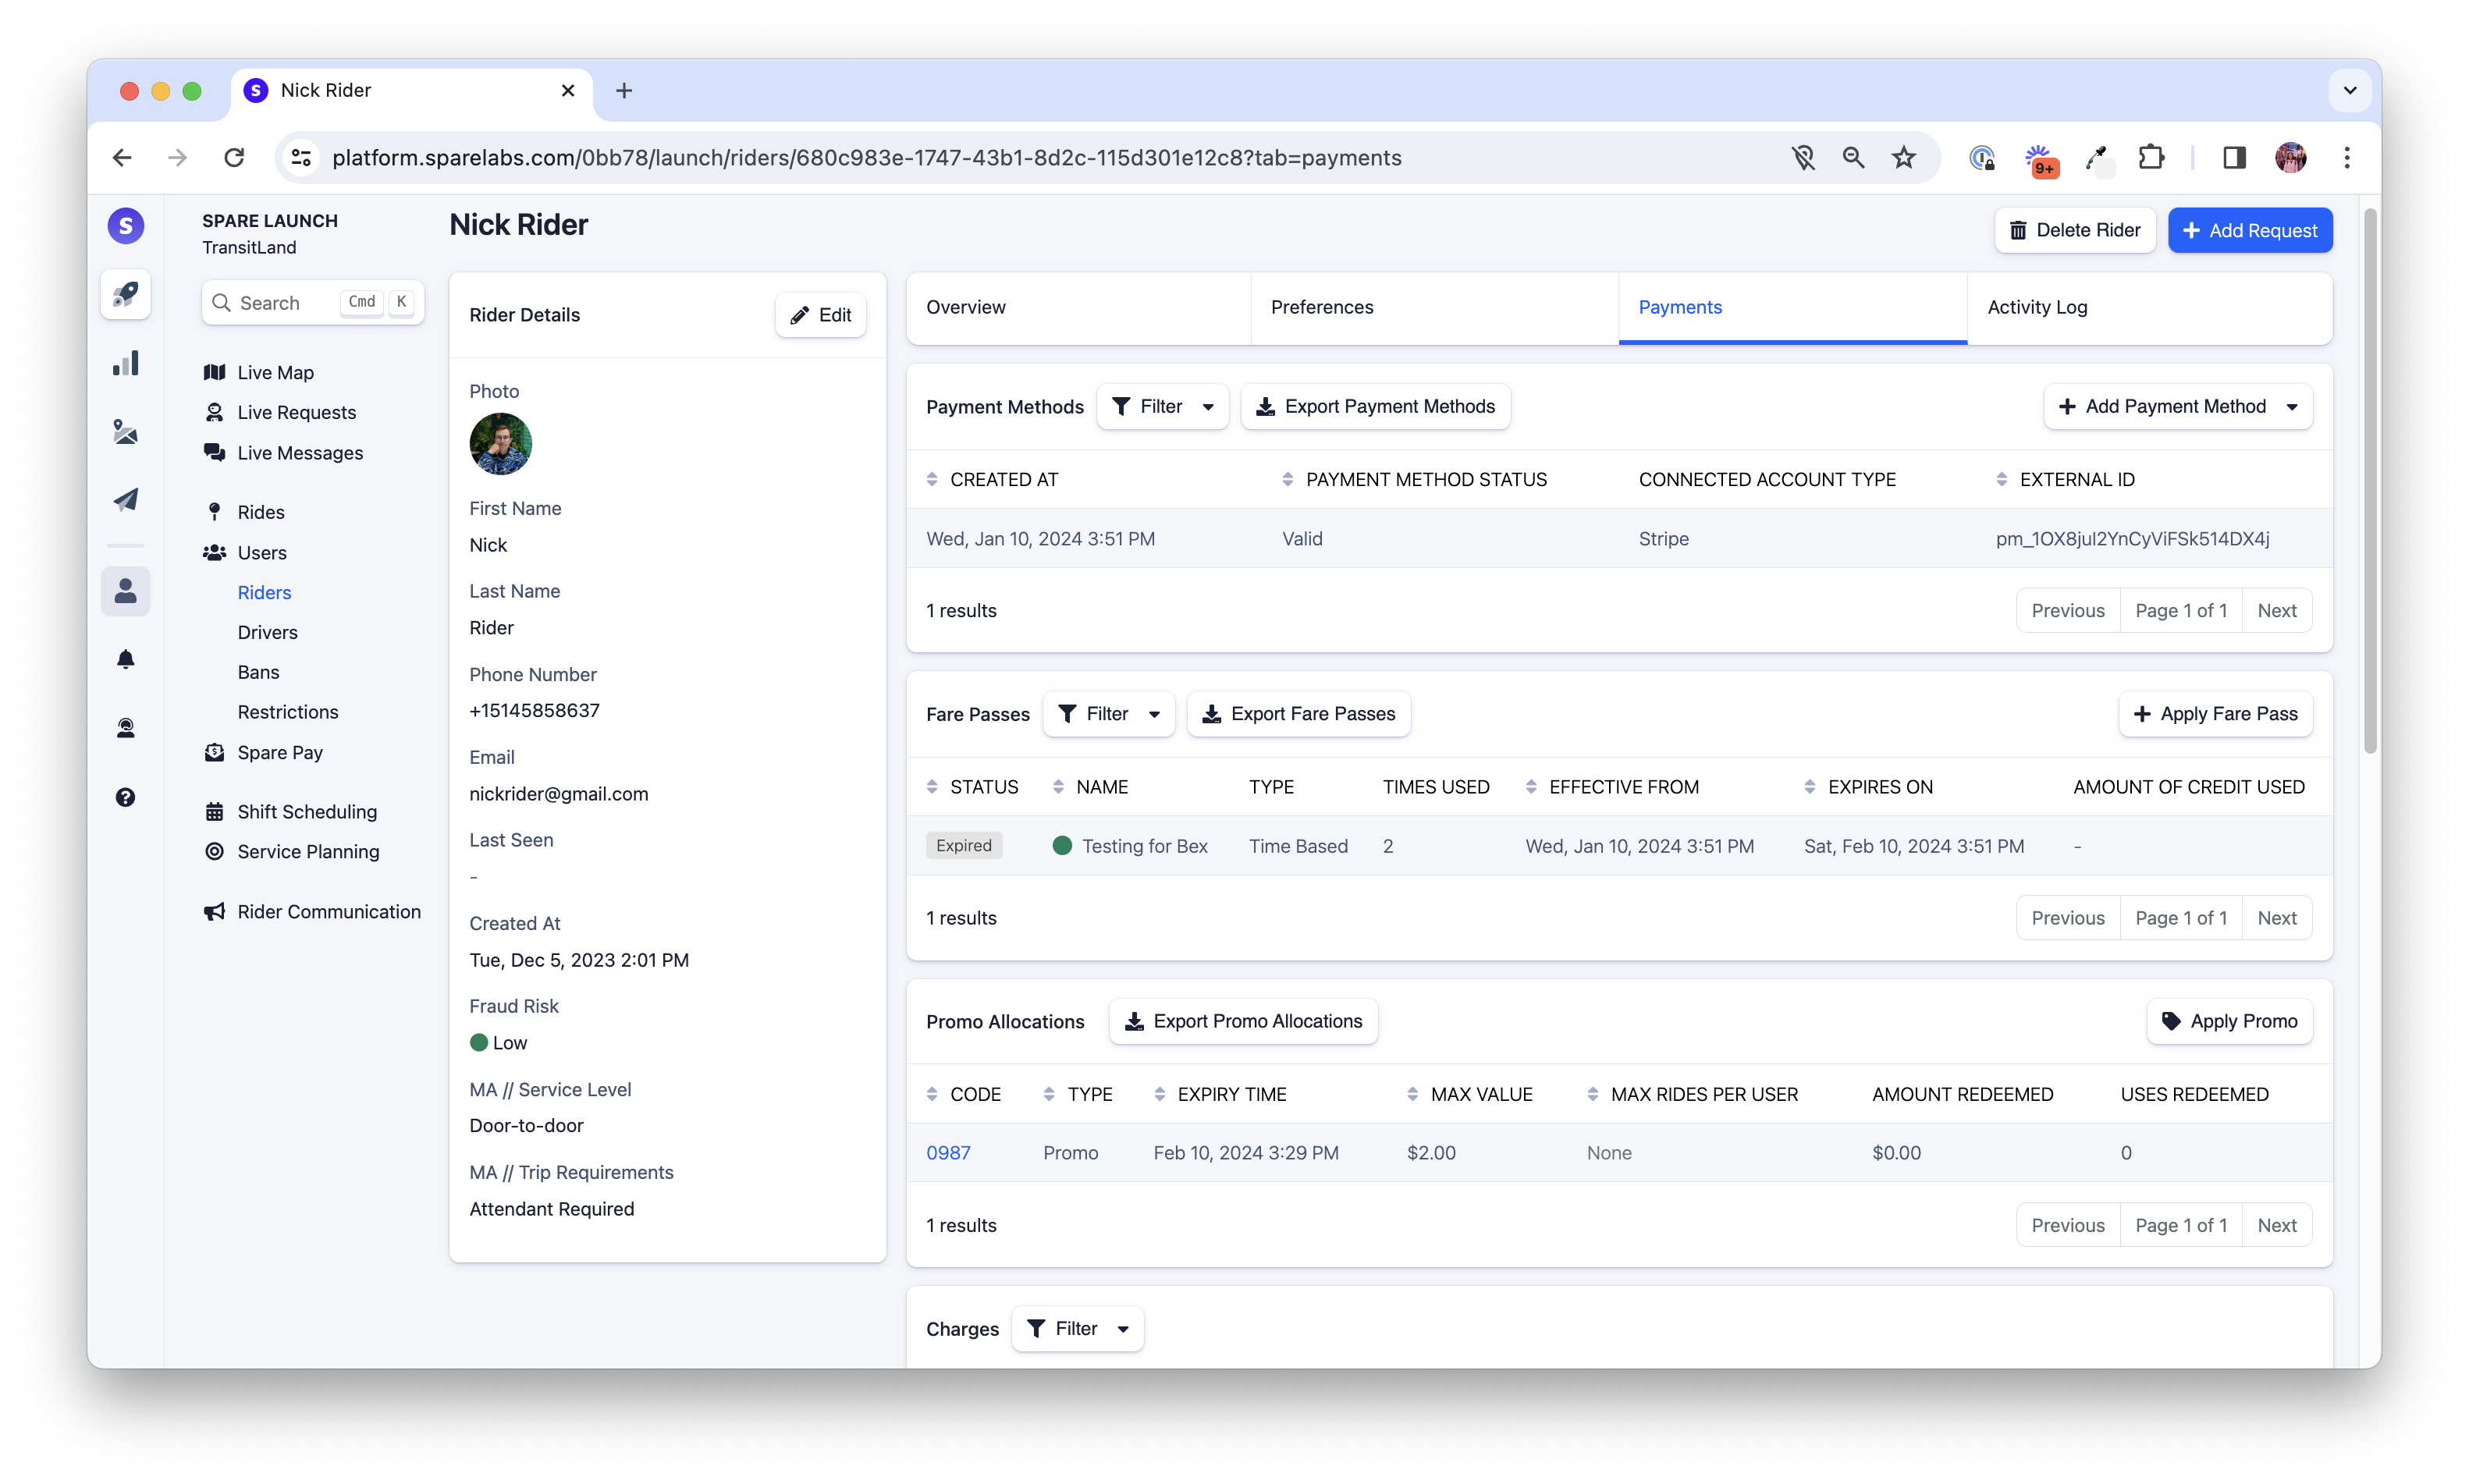 Nick Rider
platform.sparelabs.com/0bb78/launch/riders/680c983e-1747-43b1-8d2c-115d301e12c8?tab=payments
9+
S
SPARE LAUNCH
TransitLand
Search Cmd K
Live Map
Live Requests
Live Messages
Rides
Users
Riders
Drivers
Bans
Restrictions
Spare Pay
Shift Scheduling
Service Planning
Rider Communication
Nick Rider
Delete Rider
Add Request
Rider Details
Edit
Photo
First Name
Nick
Last Name
Rider
Phone Number
+15145858637
Email
nickrider@gmail.com
Last Seen
-
Created At
Tue, Dec 5, 2023 2:01 PM
Fraud Risk
Low
MA // Service Level
Door-to-door
MA // Trip Requirements
Attendant Required
Overview Preferences Payments Activity Log
Payment Methods Filter Export Payment Methods Add Payment Method
CREATED AT PAYMENT METHOD STATUS CONNECTED ACCOUNT TYPE EXTERNAL ID
Wed, Jan 10, 2024 3:51 PM Valid Stripe pm_1OX8jul2YnCyViFSk514DX4j
1 results Previous Page 1 of 1 Next
Fare Passes Filter Export Fare Passes Apply Fare Pass
STATUS NAME TYPE TIMES USED EFFECTIVE FROM EXPIRES ON AMOUNT OF CREDIT USED
Expired Testing for Bex Time Based 2 Wed, Jan 10, 2024 3:51 PM Sat, Feb 10, 2024 3:51 PM -
1 results Previous Page 1 of 1 Next
Promo Allocations Export Promo Allocations Apply Promo
CODE TYPE EXPIRY TIME MAX VALUE MAX RIDES PER USER AMOUNT REDEEMED USES REDEEMED
0987 Promo Feb 10, 2024 3:29 PM $2.00 None $0.00 0
1 results Previous Page 1 of 1 Next
Charges Filter